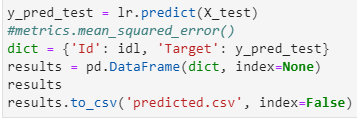 y_pred_test = lr.predict(X_test)
#metrics.mean_squared_error()
dict = {'Id': idl, 'Target': y_pred_test}
results = pd.DataFrame(dict, index=None)
results
results.to_csv('predicted.csv', index=False)